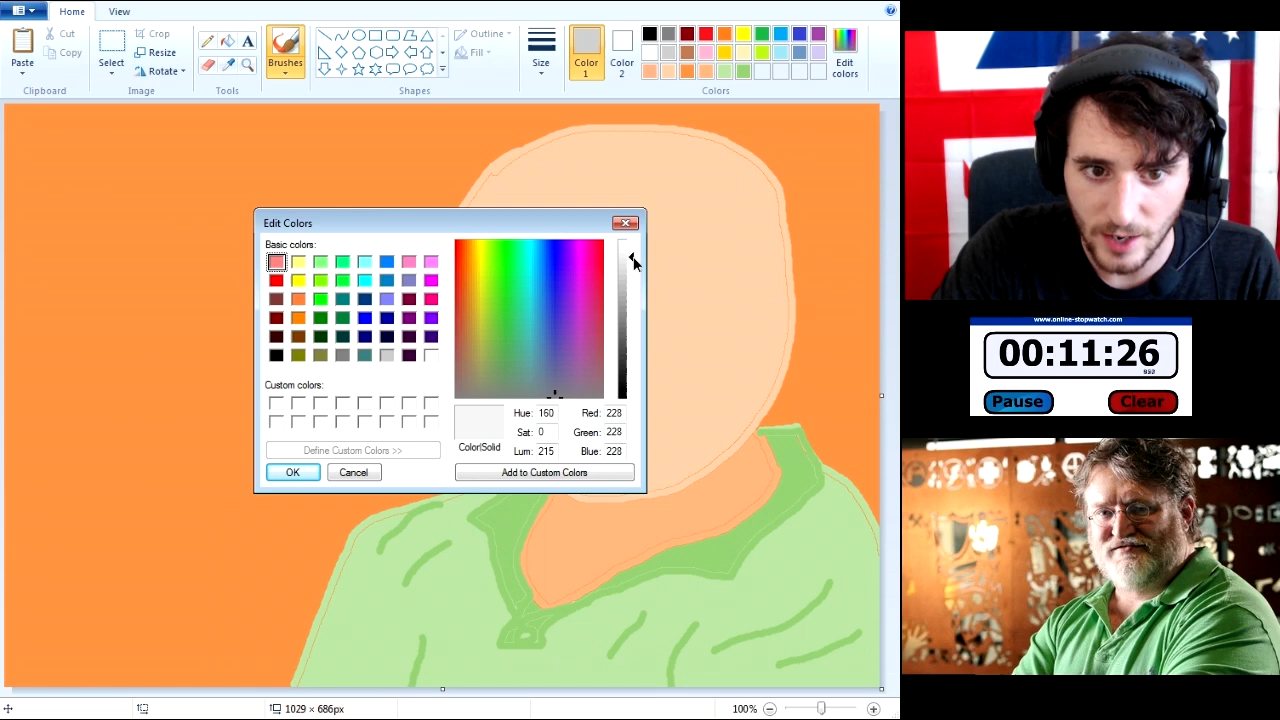 Home
View
Paste
Cut
Copy
Clipboard
Select
Crop
Resize
Rotate
Image
A
Tools
Brushes
Outline
Fill
Shapes
Size
Color
1
Color
2
Edit
colors
Colors
Edit Colors
Basic colors:
Custom colors:
Define Custom Colors >>
OK
Cancel
Color|Solid
Hue: 160
Sat: 0
Lum: 215
Red: 228
Green: 228
Blue: 228
Add to Custom Colors
www.online-stopwatch.com
00:11:26
Pause
Clear
1029 × 686px
100%